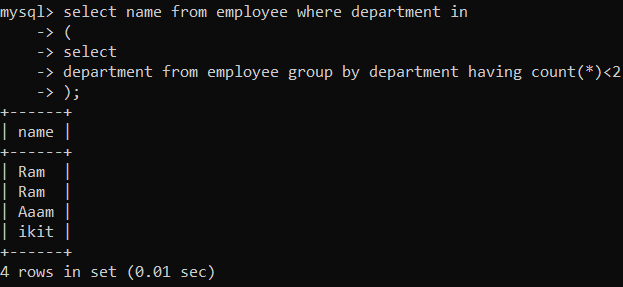 mysql> select name from employee where department in
    -> (
    -> select
    -> department from employee group by department having count(*)<2
    -> );
+------+
| name |
+------+
| Ram  |
| Ram  |
| Aaam |
| ikit |
+------+
4 rows in set (0.01 sec)